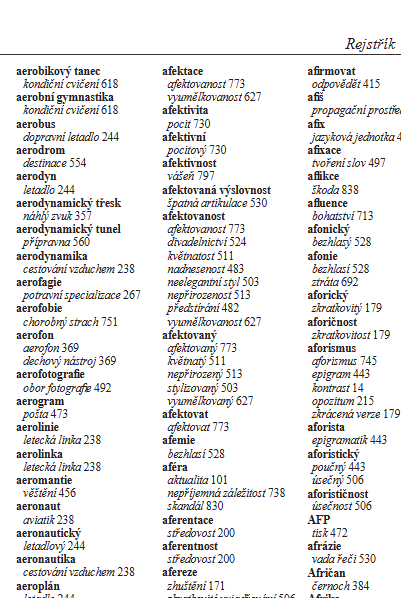 Rejstřík
aerobikový tanec
kondiční cvičení 618
aerobní gymnastika
kondiční cvičení 618
aerobus
dopravní letadlo 244
aerodrom
destinace 554
aerodyn
letadlo 244
aerodynamický třesk
náhlý zvuk 357
aerodynamický tunel
přípravna 560
aerodynamika
cestování vzduchem 238
aerofagie
potravní specializace 267
aerofobie
chorobný strach 751
aerofon
aerofon 369
dechový nástroj 369
aerofotografie
obor fotografie 492
aerogram
pošta 473
aerolinie
letecká linka 238
aerolinka
letecká linka 238
aeromantie
věštění 456
aeronaut
aviatik 238
aeronautický
letadlový 244
aeronautika
cestování vzduchem 238
aeroplán
letadlo 244
afektace
afektovanost 773
vyumělkovanost 627
afektivita
pocit 730
afektivní
pocitový 730
afektivnost
vášeň 797
afektovaná výslovnost
špatná artikulace 530
afektovanost
afektovanost 773
divadelnictví 524
květnatost 511
nadnesenost 483
neelegantní styl 503
nepřirozenost 513
předstírání 482
vyumělkovanost 627
afektovaný
afektovaný 773
květnatý 511
nepřirozený 513
stylizovaný 503
vyumělkovaný 627
afektovat
afektovat 773
afemie
bezhlasí 528
aféra
aktualita 101
nepříjemná záležitost 738
skandál 830
aferentace
středovost 200
aferentnost
středovost 200
afereze
zhuštění 171
afirmovat
odpovědět 415
afiš
propagační prostře
afix
jazyková jednotka 4
afixace
tvoření slov 497
aflikce
škoda 838
afluence
bohatství 713
afonický
bezhlasý 528
afonie
bezhlasí 528
ztráta 692
aforický
zkratkovitý 179
aforičnost
zkratkovitost 179
aforismus
aforismus 745
epigram 443
kontrast 14
opozitum 215
zkrácená verze 179
aforista
epigramatik 443
aforistický
poučný 443
úsečný 506
aforističnost
úsečnost 506
AFP
tisk 472
afrázie
vada řeči 530
Afričan
černoch 384
Afrika